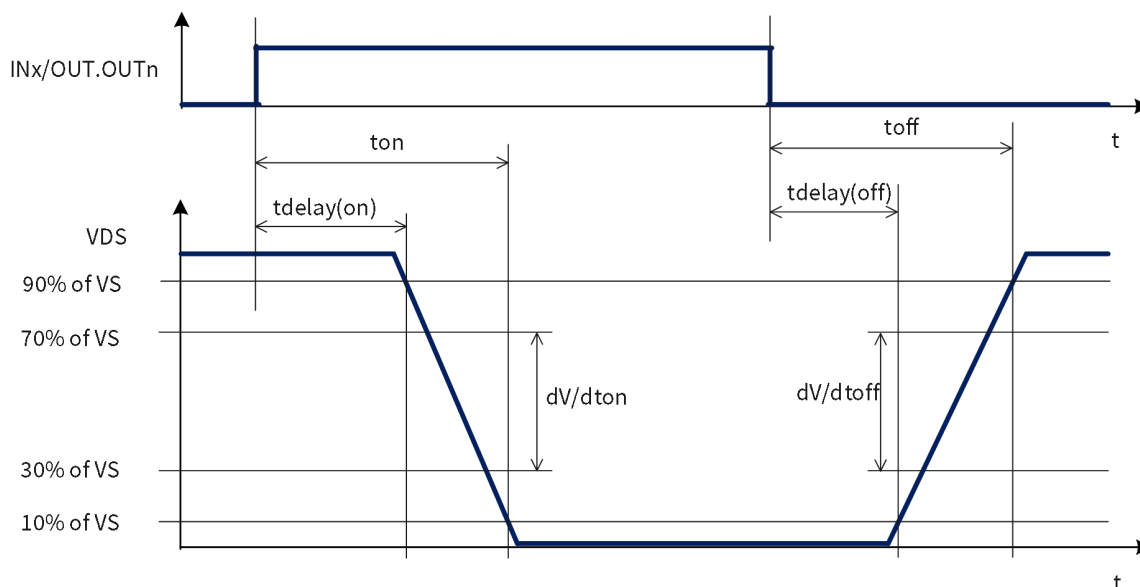 INx/OUT.OUTn
t
ton
toff
tdelay(on)
tdelay(off)
VDS
90% of VS
70% of VS
dV/dton
dV/dtoff
30% of VS
10% of VS
t